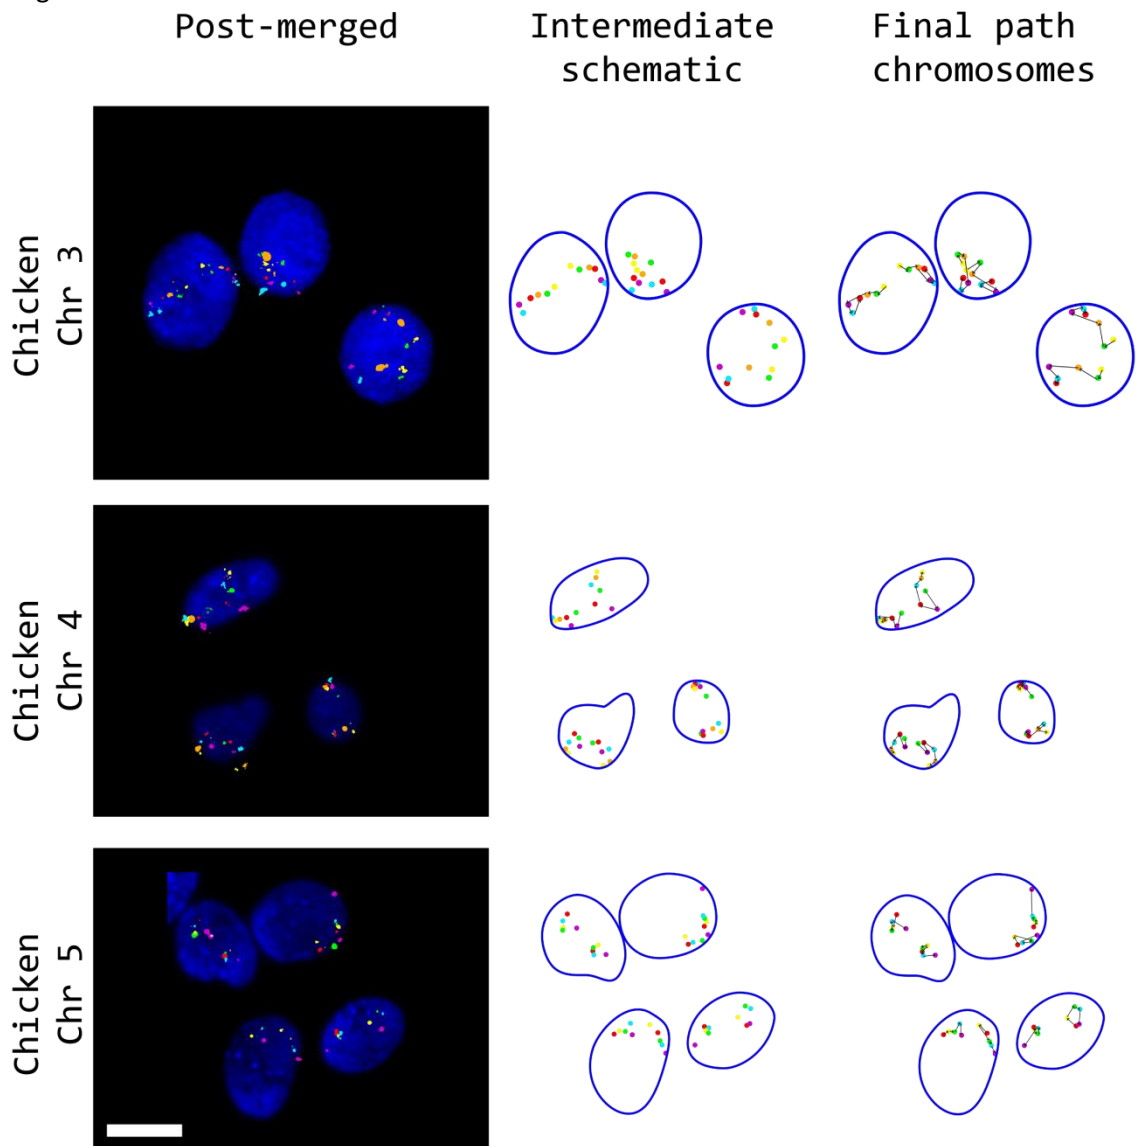 Post-merged
Intermediate
schematic
Final path
chromosomes
Chicken
Chr 3
Chicken
Chr 4
Chicken
Chr 5